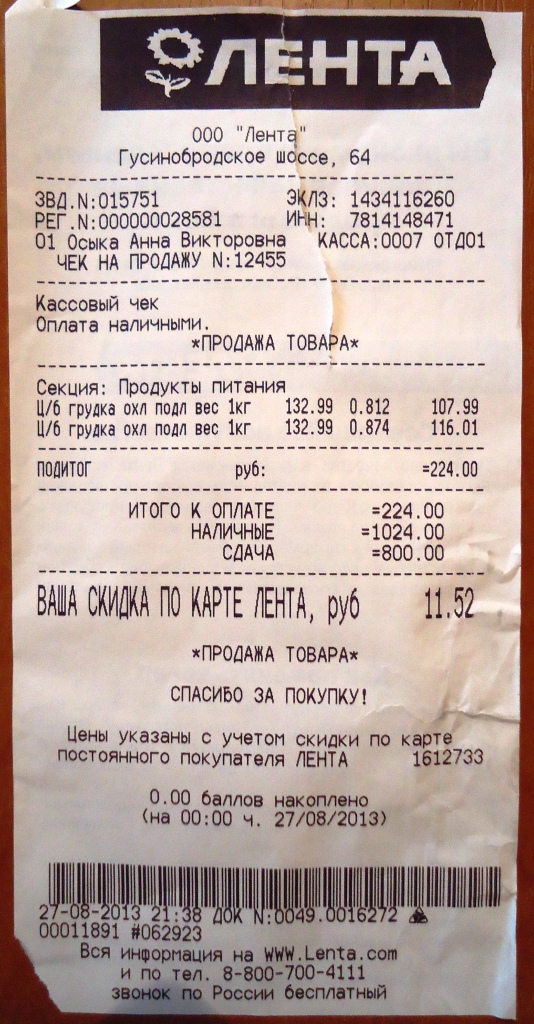 ЛЕНТА
ООО "Лента"
Гусинобродское шоссе, 64
ЗВД.N:015751 ЭКЛЗ: 1434116260
РЕГ.N:000000028581 ИНН: 7814148471
01 Осыка Анна Викторовна КАССА:0007 ОТД01
ЧЕК НА ПРОДАЖУ N:12455
Кассовый чек
Оплата наличными.
*ПРОДАЖА ТОВАРА*
Секция: Продукты питания
Ц/б грудка охл подл вес 1кг 132.99 0.812 107.99
Ц/б грудка охл подл вес 1кг 132.99 0.874 116.01
ПОДИТОГ руб: =224.00
ИТОГО К ОПЛАТЕ =224.00
НАЛИЧНЫЕ =1024.00
СДАЧА =800.00
ВАША СКИДКА ПО КАРТЕ ЛЕНТА, руб 11.52
*ПРОДАЖА ТОВАРА*
СПАСИБО ЗА ПОКУПКУ!
Цены указаны с учетом скидки по карте
постоянного покупателя ЛЕНТА 1612733
0.00 баллов накоплено
(на 00:00 ч. 27/08/2013)
27-08-2013 21:38 ДОК N:0049.0016272
00011891 #062923
Вся информация на WWW.Lenta.com
и по тел. 8-800-700-4111
звонок по России бесплатный